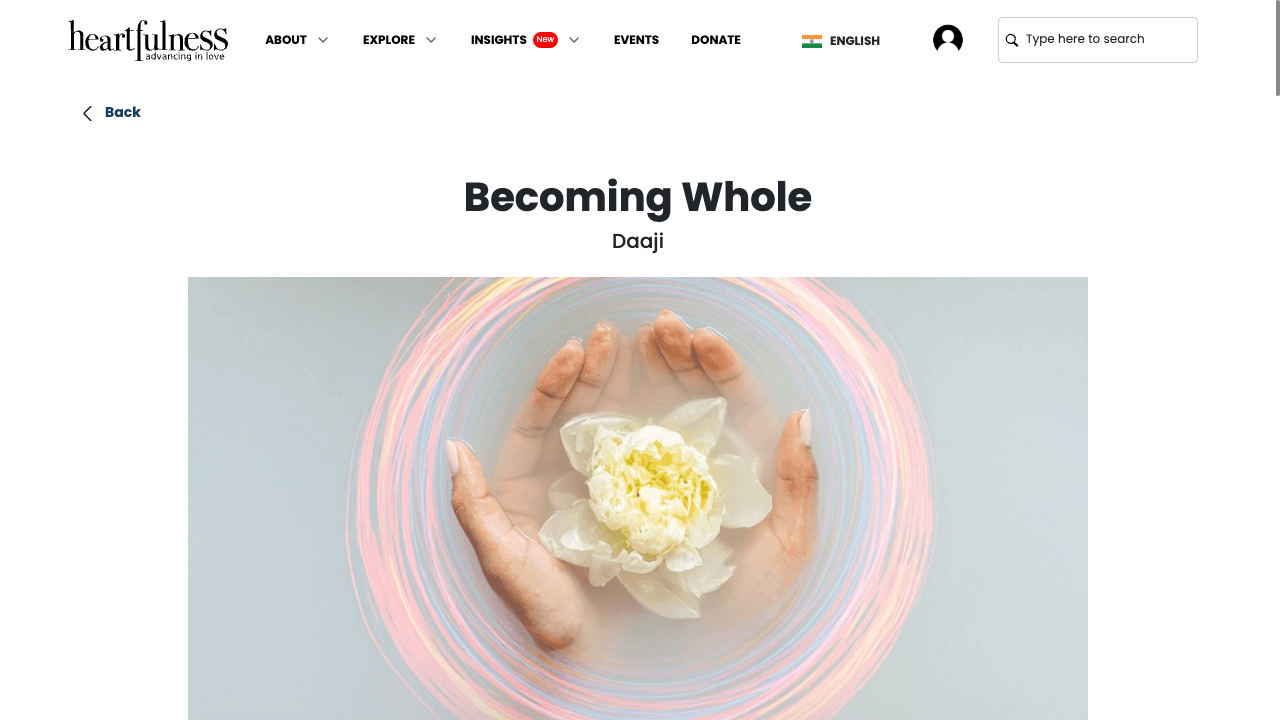 heartfulness
advancing in love
ABOUT
EXPLORE
INSIGHTS New
EVENTS
DONATE
ENGLISH
Type here to search
Back
Becoming Whole
Daaji